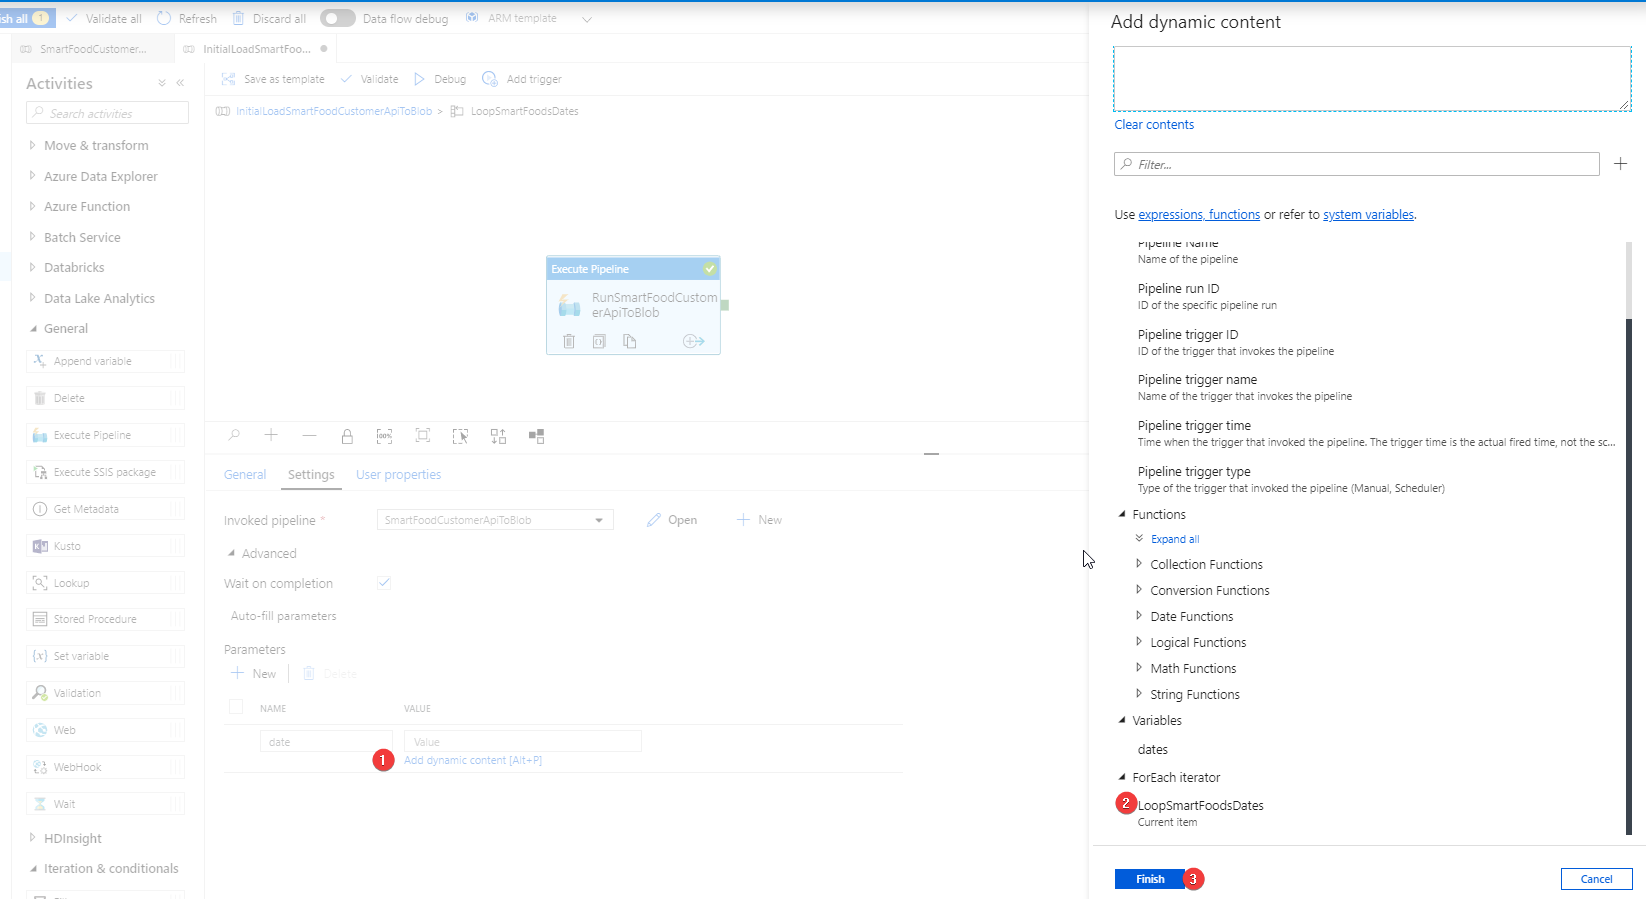 sh all 1 Validate all Refresh Discard all Data flow debug ARM template
SmartFoodCustomer... InitialLoadSmartFoo...
Activities
Search activities
Move & transform
Azure Data Explorer
Azure Function
Batch Service
Databricks
Data Lake Analytics
General
Append variable
Delete
Execute Pipeline
Execute SSIS package
Get Metadata
Kusto
Lookup
Stored Procedure
Set variable
Validation
Web
WebHook
Wait
HDInsight
Iteration & conditionals
Save as template Validate Debug Add trigger
InitialLoadSmartFoodCustomerApiToBlob > LoopSmartFoodsDates
Execute Pipeline
RunSmartFoodCustom
erApiToBlob
100%
General Settings User properties
Invoked pipeline * SmartFoodCustomerApiToBlob Open New
Advanced
Wait on completion
Auto-fill parameters
Parameters
New Delete
NAME VALUE
date Value
1 Add dynamic content [Alt+P]
Add dynamic content
Clear contents
Filter...
Use expressions, functions or refer to system variables.
Pipeline Name
Name of the pipeline
Pipeline run ID
ID of the specific pipeline run
Pipeline trigger ID
ID of the trigger that invokes the pipeline
Pipeline trigger name
Name of the trigger that invokes the pipeline
Pipeline trigger time
Time when the trigger that invoked the pipeline. The trigger time is the actual fired time, not the sc...
Pipeline trigger type
Type of the trigger that invoked the pipeline (Manual, Scheduler)
Functions
Expand all
Collection Functions
Conversion Functions
Date Functions
Logical Functions
Math Functions
String Functions
Variables
dates
ForEach iterator
2 LoopSmartFoodsDates
Current item
Finish 3 Cancel